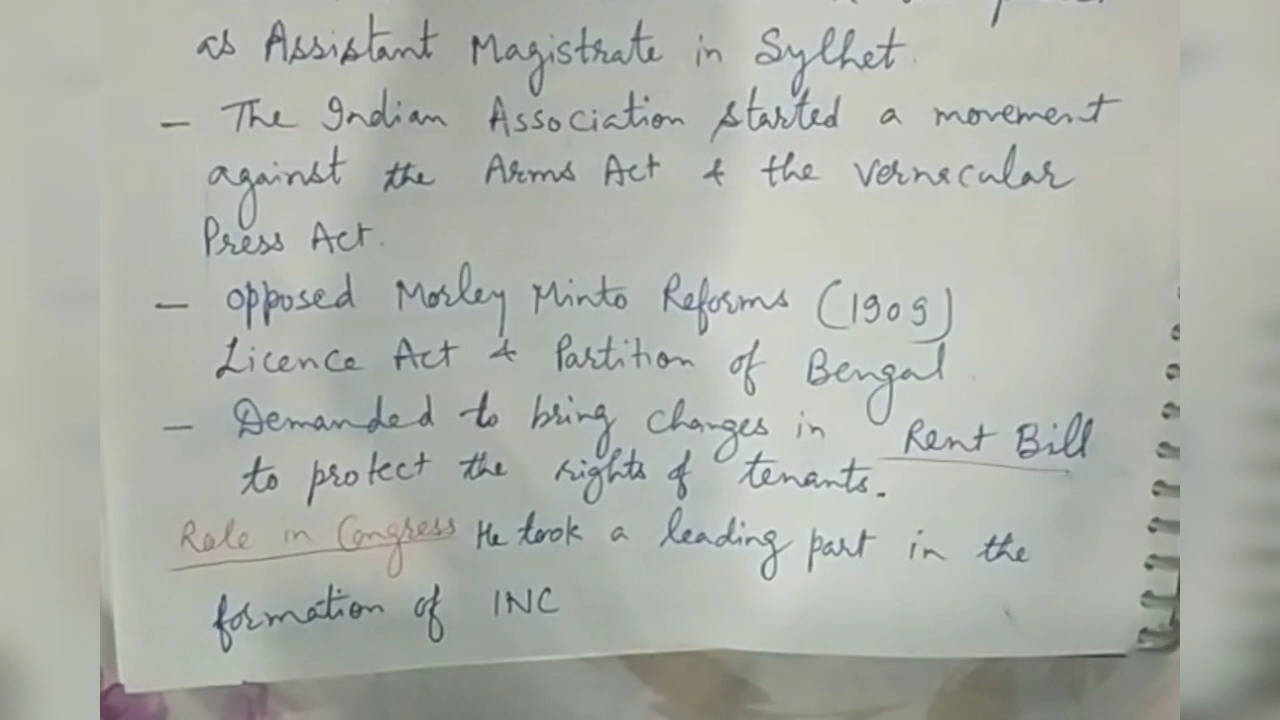 as Assistant Magistrate in Sylhet.
- The Indian Association started a movement
against the Arms Act & the vernacular
Press Act.
- opposed Morley Minto Reforms (1909)
Licence Act & Partition of Bengal
- Demanded to bring changes in Rent Bill
to protect the rights of tenants.
Role in Congress He took a leading part in the
formation of INC